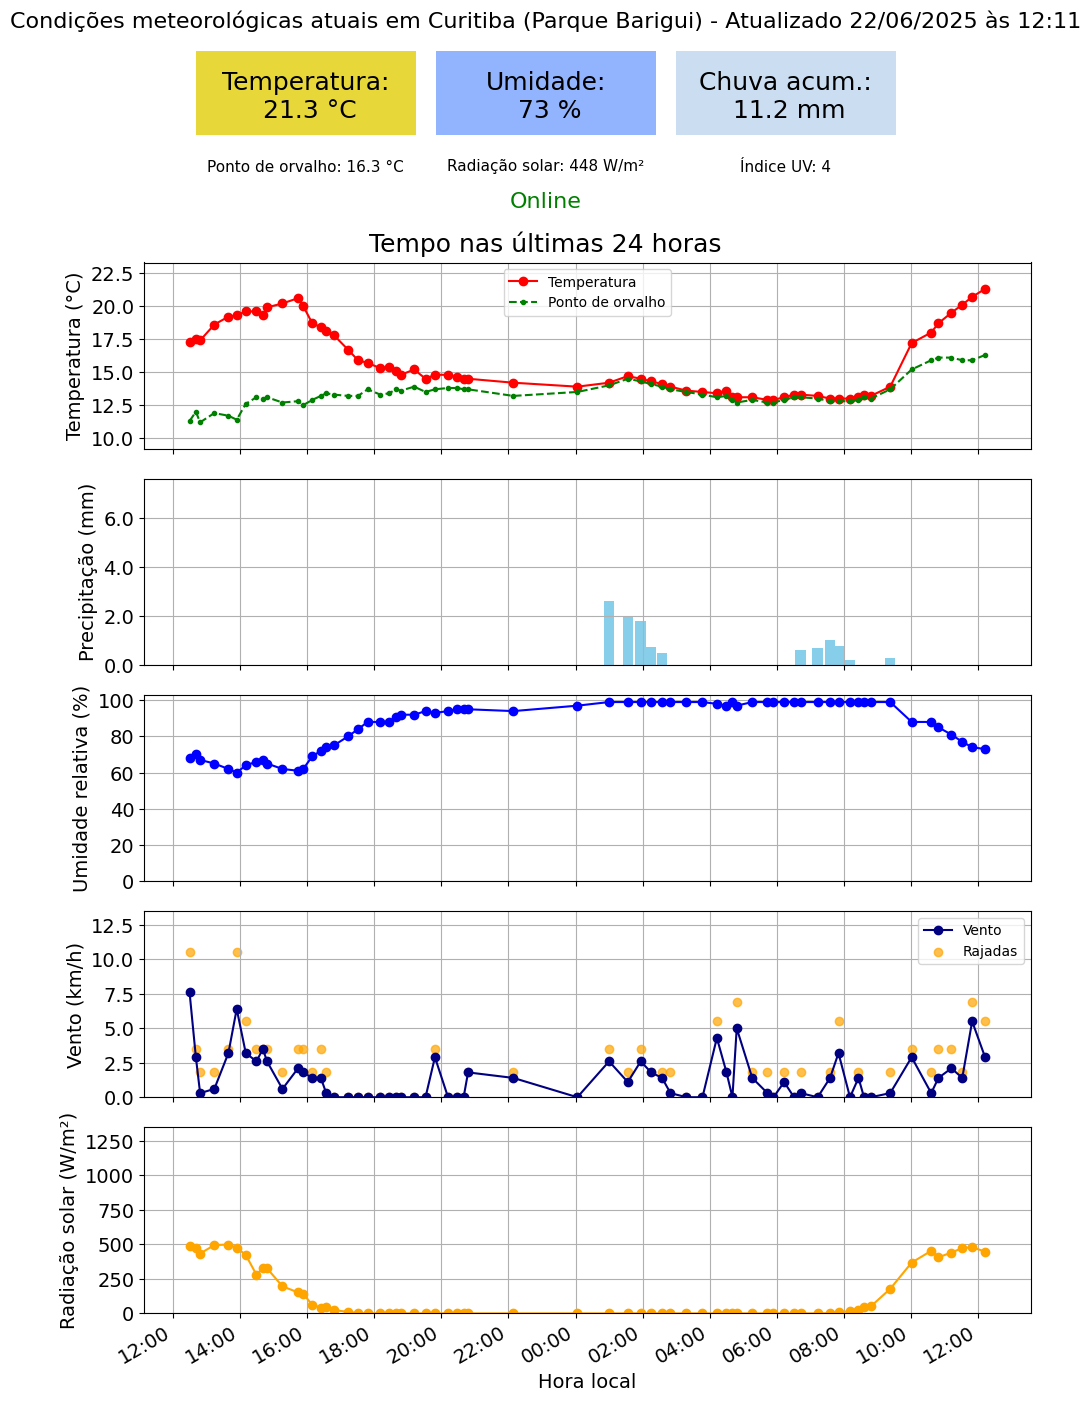 Condições meteorológicas atuais em Curitiba (Parque Barigui) - Atualizado 22/06/2025 às 12:11
Temperatura:
21.3 °C
Umidade:
73 %
Chuva acum.:
11.2 mm
Ponto de orvalho: 16.3 °C
Radiação solar: 448 W/m²
Índice UV: 4
Online
Tempo nas últimas 24 horas
Temperatura (°C)
22.5
20.0
17.5
15.0
12.5
10.0
Temperatura
Ponto de orvalho
Precipitação (mm)
6.0
4.0
2.0
0.0
Umidade relativa (%)
100
80
60
40
20
0
Vento (km/h)
12.5
10.0
7.5
5.0
2.5
0.0
Vento
Rajadas
Radiação solar (W/m²)
1250
1000
750
500
250
0
12:00
14:00
16:00
18:00
20:00
22:00
00:00
02:00
04:00
06:00
08:00
10:00
12:00
Hora local